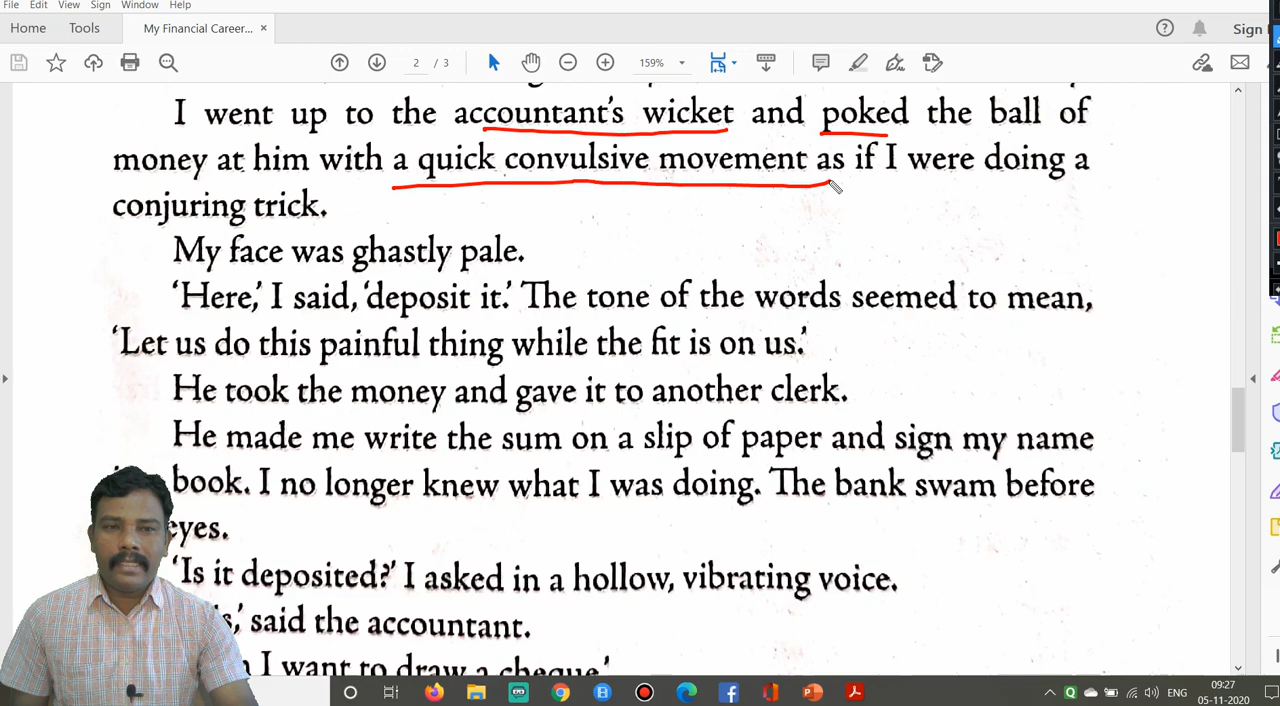 File Edit View Sign Window Help
Home Tools My Financial Career... × Sign
2 / 3 159%
I went up to the accountant's wicket and poked the ball of
money at him with a quick convulsive movement as if I were doing a
conjuring trick.
My face was ghastly pale.
'Here,' I said, 'deposit it.' The tone of the words seemed to mean,
'Let us do this painful thing while the fit is on us.'
He took the money and gave it to another clerk.
He made me write the sum on a slip of paper and sign my name
book. I no longer knew what I was doing. The bank swam before
eyes.
'Is it deposited?' I asked in a hollow, vibrating voice.
said the accountant.
I want to draw a cheque.'
ENG 09:27
05-11-2020